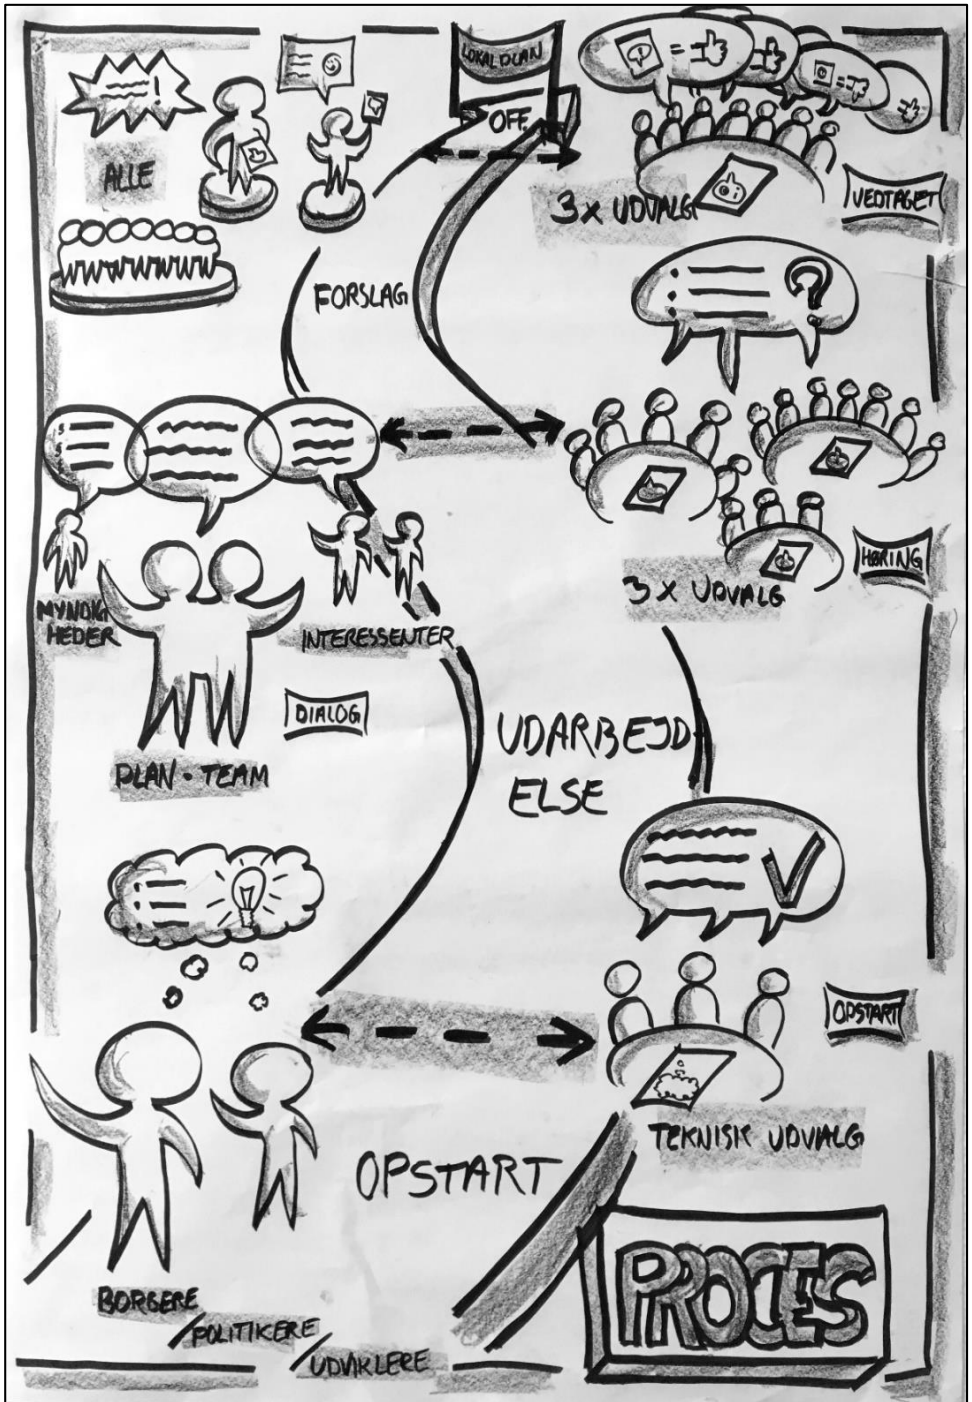 LOKALPLAN
OFF.
ALLE
3 X UDVALG
VEDTAGET
FORSLAG
HØRING
3 X UDVALG
MYNDIG
HEDER
INTERESSENTER
DIALOG
PLAN • TEAM
UDARBEJD
ELSE
OPSTART
TEKNISK UDVALG
OPSTART
PROCES
BORGERE
/ POLITIKERE
/ UDVIKLERE